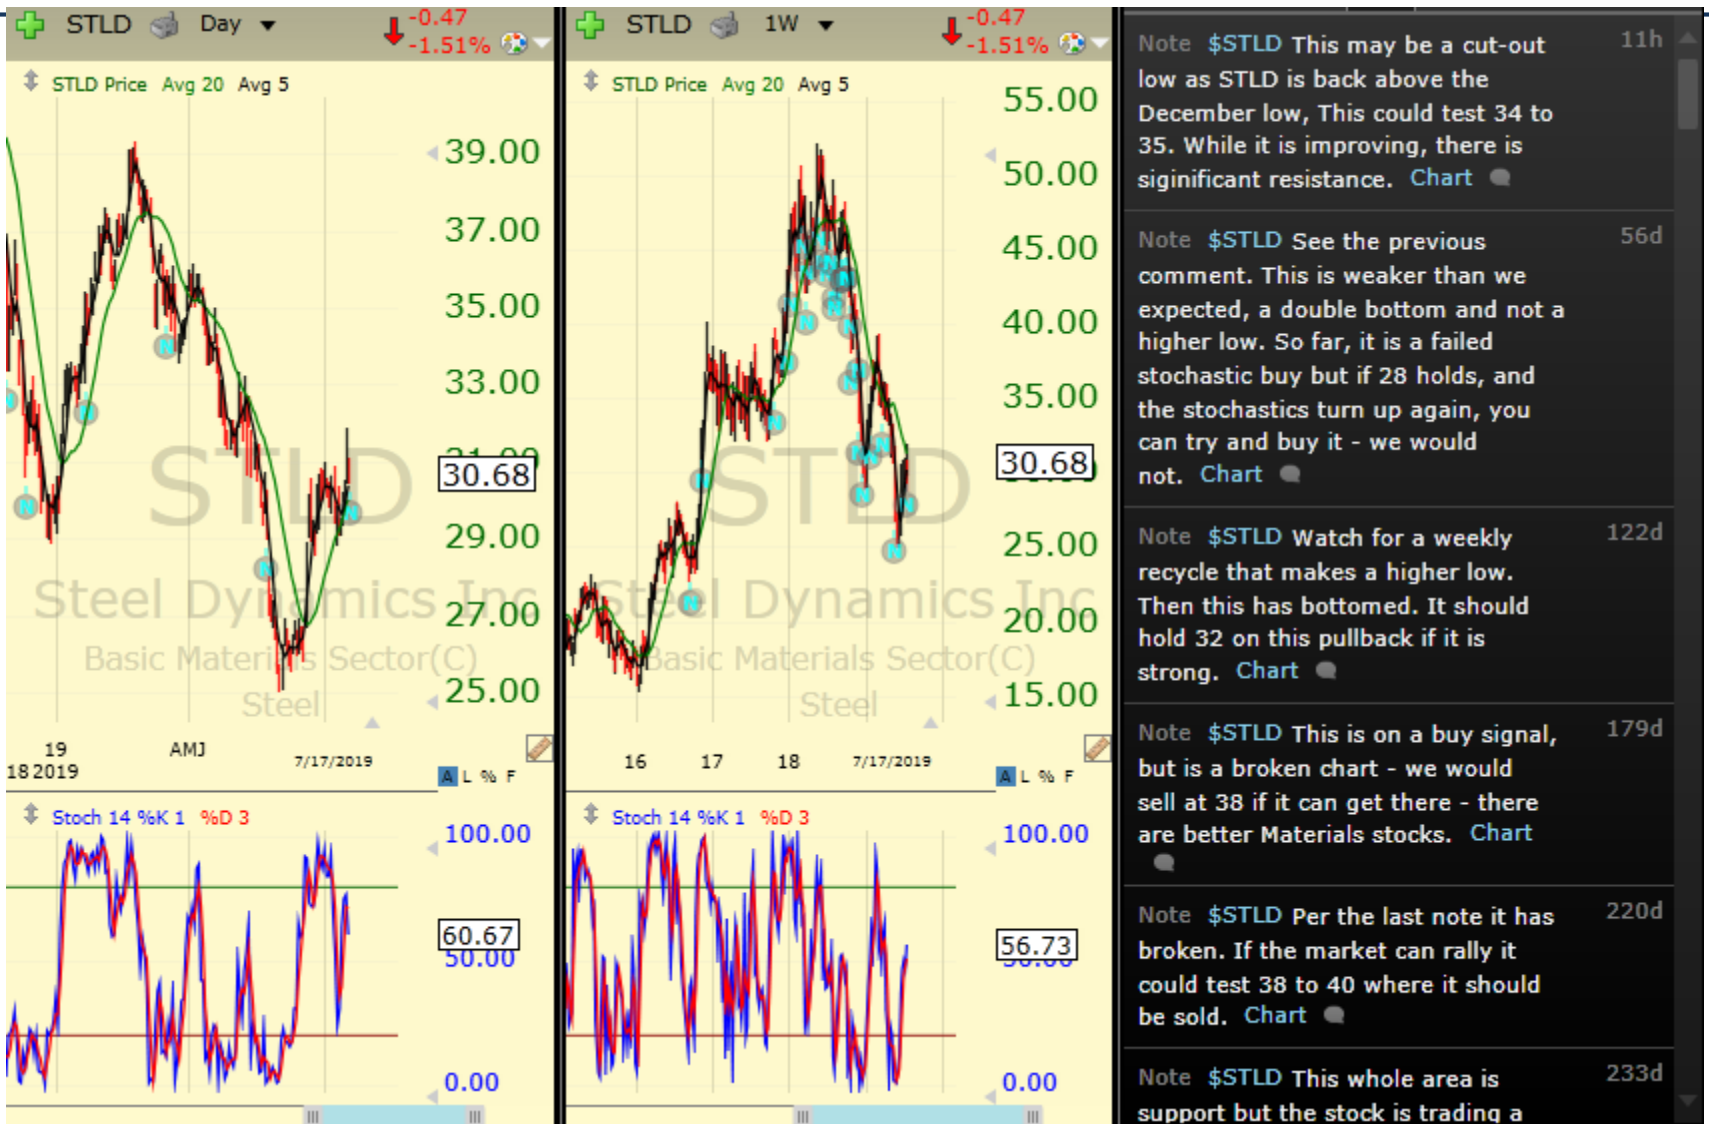 STLD Day
-0.47
-1.51%
STLD Price Avg 20 Avg 5
39.00
37.00
35.00
33.00
30.68
29.00
27.00
25.00
STLD
Steel Dynamics Inc
Basic Materials Sector(C)
Steel
19
AMJ
7/17/2019
18 2019
A L % F
Stoch 14 %K 1 %D 3
100.00
60.67
50.00
0.00
STLD 1W
-0.47
-1.51%
STLD Price Avg 20 Avg 5
55.00
50.00
45.00
40.00
35.00
30.68
25.00
20.00
15.00
STLD
Steel Dynamics Inc
Basic Materials Sector(C)
Steel
16 17 18 7/17/2019
A L % F
Stoch 14 %K 1 %D 3
100.00
56.73
0.00
Note $STLD This may be a cut-out 11h
low as STLD is back above the
December low, This could test 34 to
35. While it is improving, there is
siginificant resistance. Chart
Note $STLD See the previous 56d
comment. This is weaker than we
expected, a double bottom and not a
higher low. So far, it is a failed
stochastic buy but if 28 holds, and
the stochastics turn up again, you
can try and buy it - we would
not. Chart
Note $STLD Watch for a weekly 122d
recycle that makes a higher low.
Then this has bottomed. It should
hold 32 on this pullback if it is
strong. Chart
Note $STLD This is on a buy signal, 179d
but is a broken chart - we would
sell at 38 if it can get there - there
are better Materials stocks. Chart
Note $STLD Per the last note it has 220d
broken. If the market can rally it
could test 38 to 40 where it should
be sold. Chart
Note $STLD This whole area is 233d
support but the stock is trading a